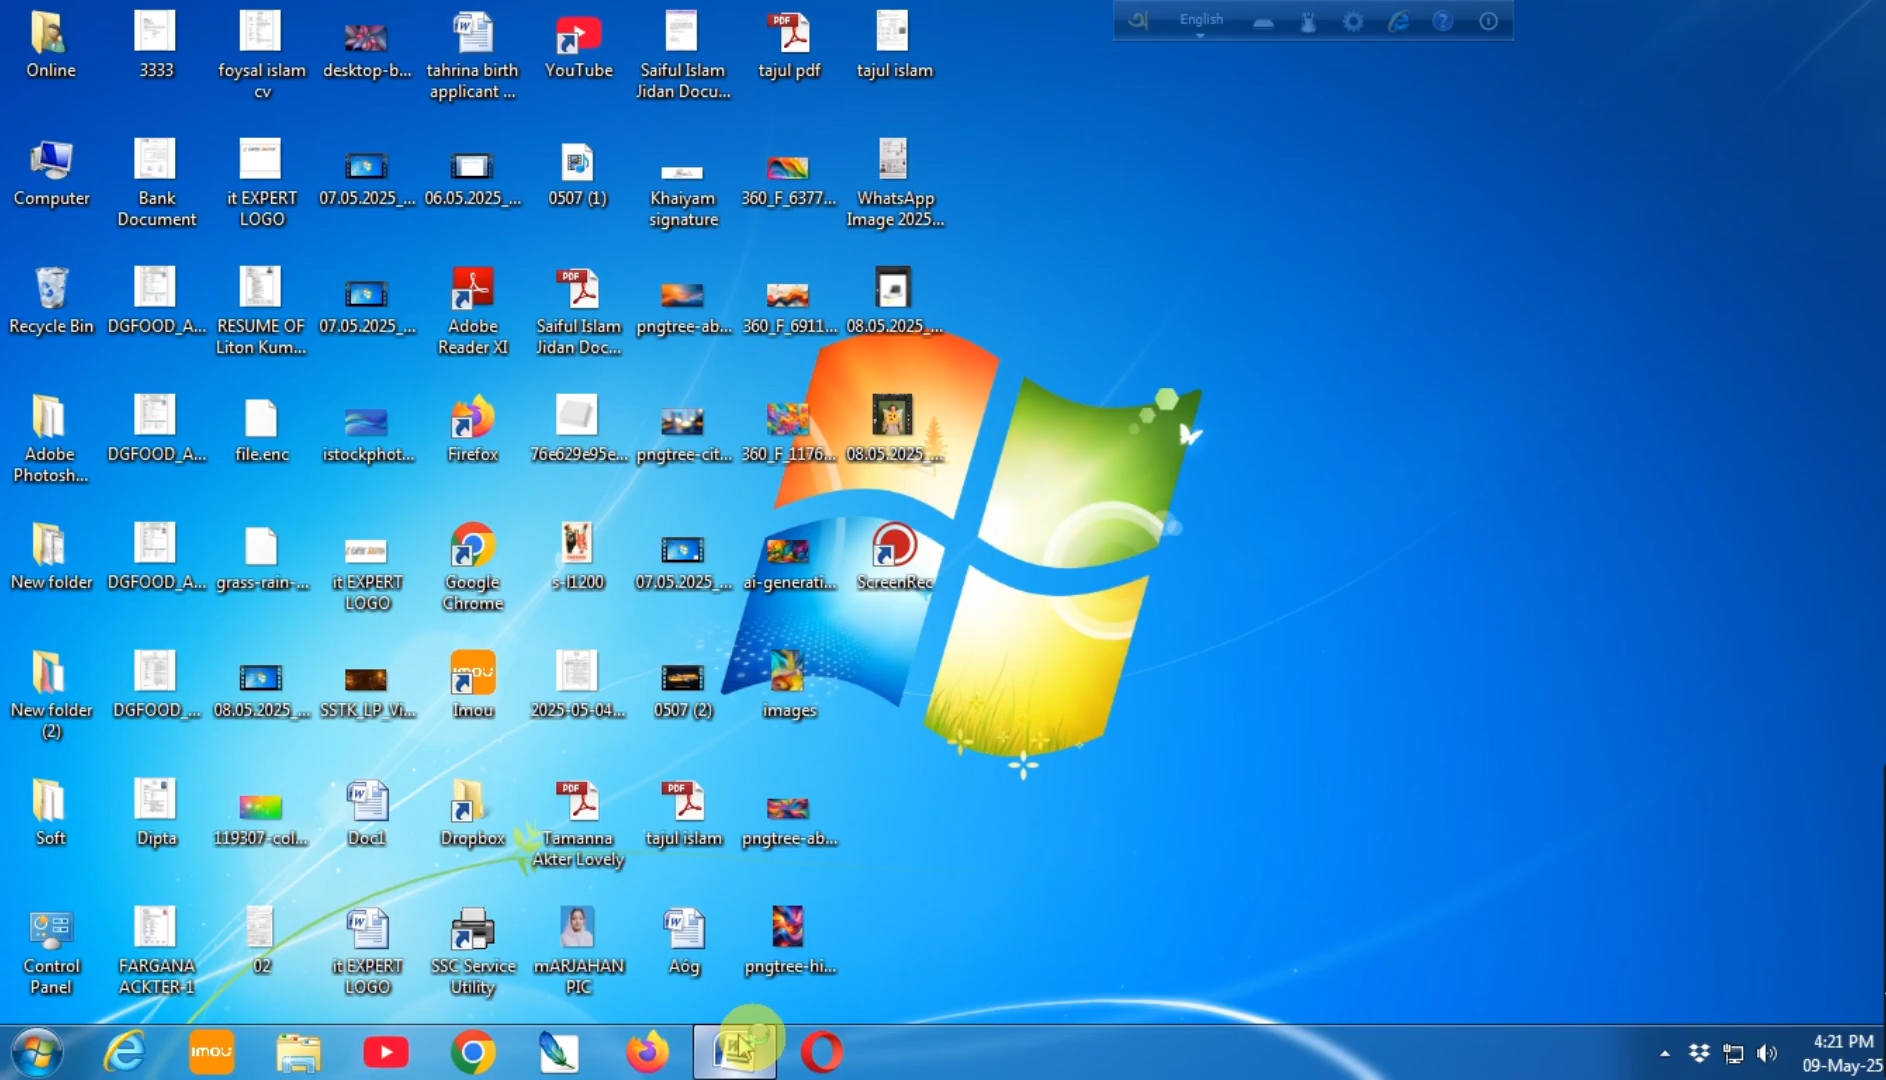 English
Online
3333
foysal islam
cv
desktop-b...
tahrina birth
applicant ...
YouTube
Saiful Islam
Jidan Docu...
tajul pdf
tajul islam
Computer
Bank
Document
it EXPERT
LOGO
07.05.2025_...
06.05.2025_...
0507 (1)
Khaiyam
signature
360_F_6377...
WhatsApp
Image 2025...
Recycle Bin
DGFOOD_A...
RESUME OF
Liton Kum...
07.05.2025_...
Adobe
Reader XI
Saiful Islam
Jidan Doc...
pngtree-ab...
360_F_6911...
08.05.2025_...
Adobe
Photosh...
DGFOOD_A...
file.enc
istockphot...
Firefox
76e629e95e...
pngtree-cit...
360_F_1176...
08.05.2025_...
New folder
DGFOOD_A...
grass-rain-...
it EXPERT
LOGO
Google
Chrome
s-l1200
07.05.2025_...
ai-generati...
ScreenRec
New folder
(2)
DGFOOD_...
08.05.2025_...
SSTK_LP_Vi...
Imou
2025-05-04...
0507 (2)
images
Soft
Dipta
119307-col...
Doc1
Dropbox
Tamanna
Akter Lovely
tajul islam
pngtree-ab...
Control
Panel
FARGANA
ACKTER-1
02
it EXPERT
LOGO
SSC Service
Utility
mARJAHAN
PIC
Aóg
pngtree-hi...
imou
4:21 PM
09-May-25